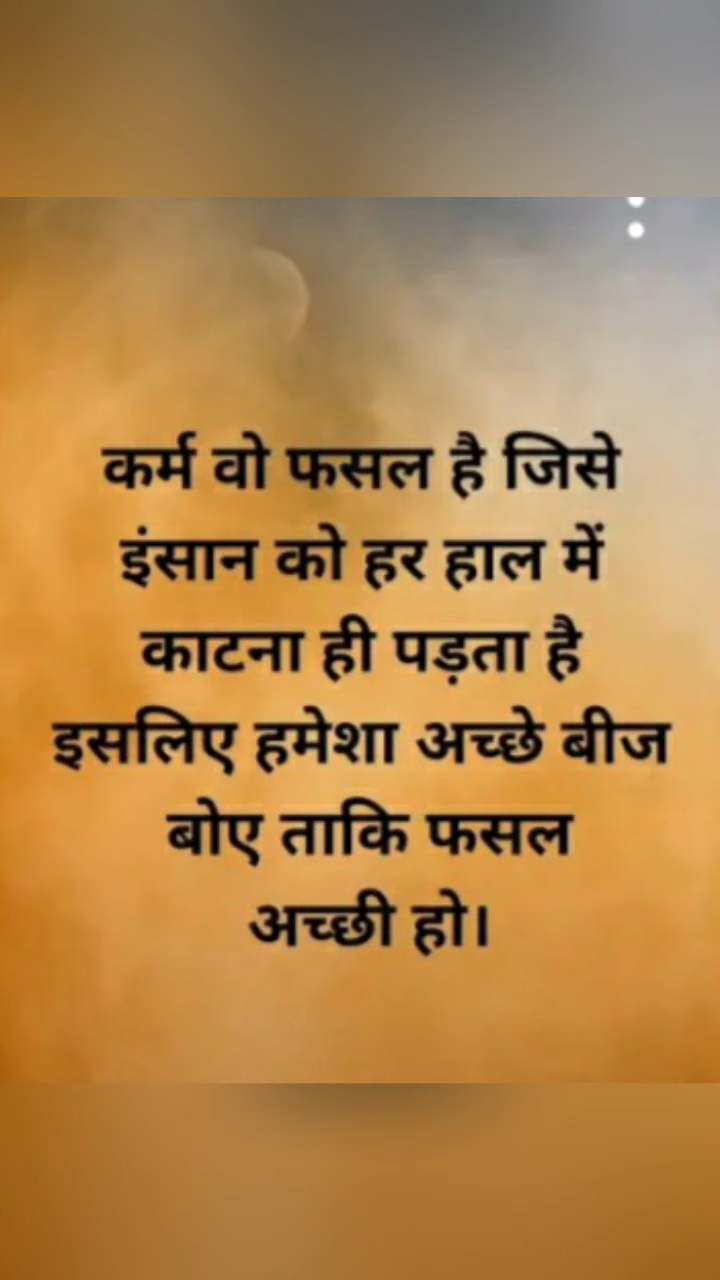 कर्म वो फसल है जिसे
इंसान को हर हाल में
काटना ही पड़ता है
इसलिए हमेशा अच्छे बीज
बोए ताकि फसल
अच्छी हो।